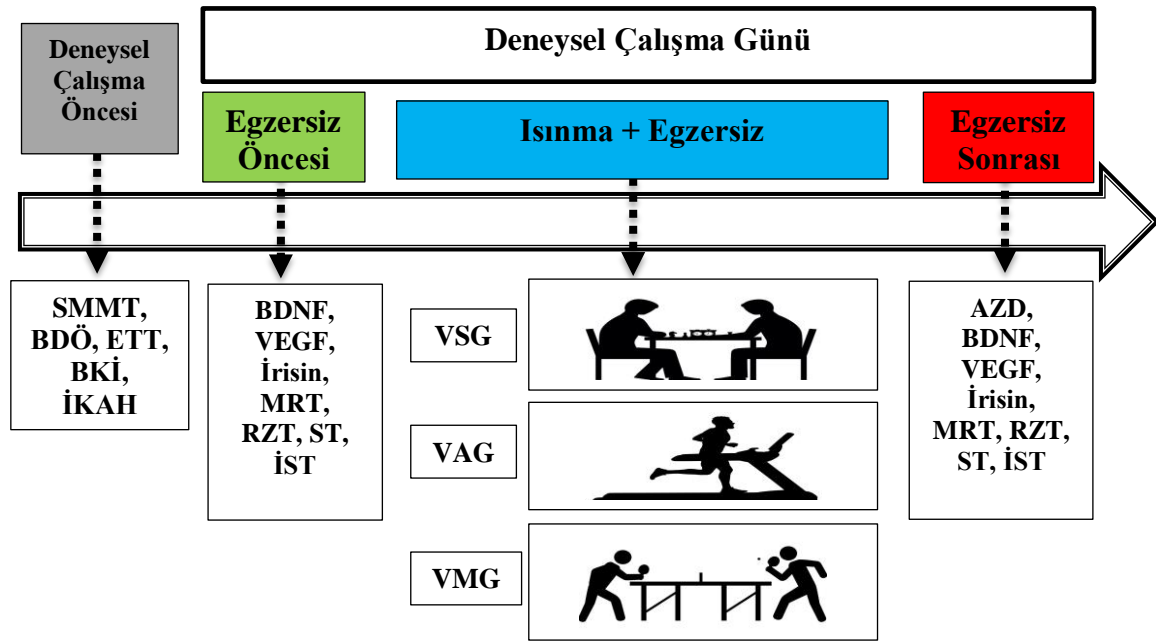 Deneysel
Çalışma
Öncesi
Deneysel Çalışma Günü
Egzersiz
Öncesi
Isınma + Egzersiz
Egzersiz
Sonrası
SMMT,
BDÖ, ETT,
BKİ,
İKAH
BDNF,
VEGF,
İrisin,
MRT,
RZT, ST,
İST
VSG
VAG
VMG
AZD,
BDNF,
VEGF,
İrisin,
MRT, RZT,
ST, İST